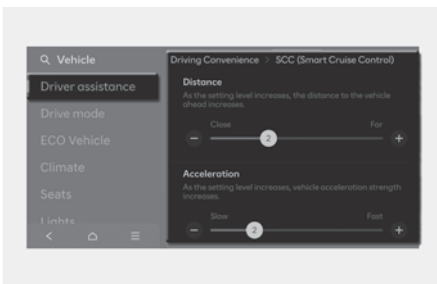 Vehicle
Driver assistance
Drive mode
ECO Vehicle
Climate
Seats
Lights
Driving Convenience > SCC (Smart Cruise Control)
Distance
As the setting level increases, the distance to the vehicle
ahead increases.
Close Far
− 2 +
Acceleration
As the setting level increases, vehicle acceleration strength
increases.
Slow Fast
− 2 +